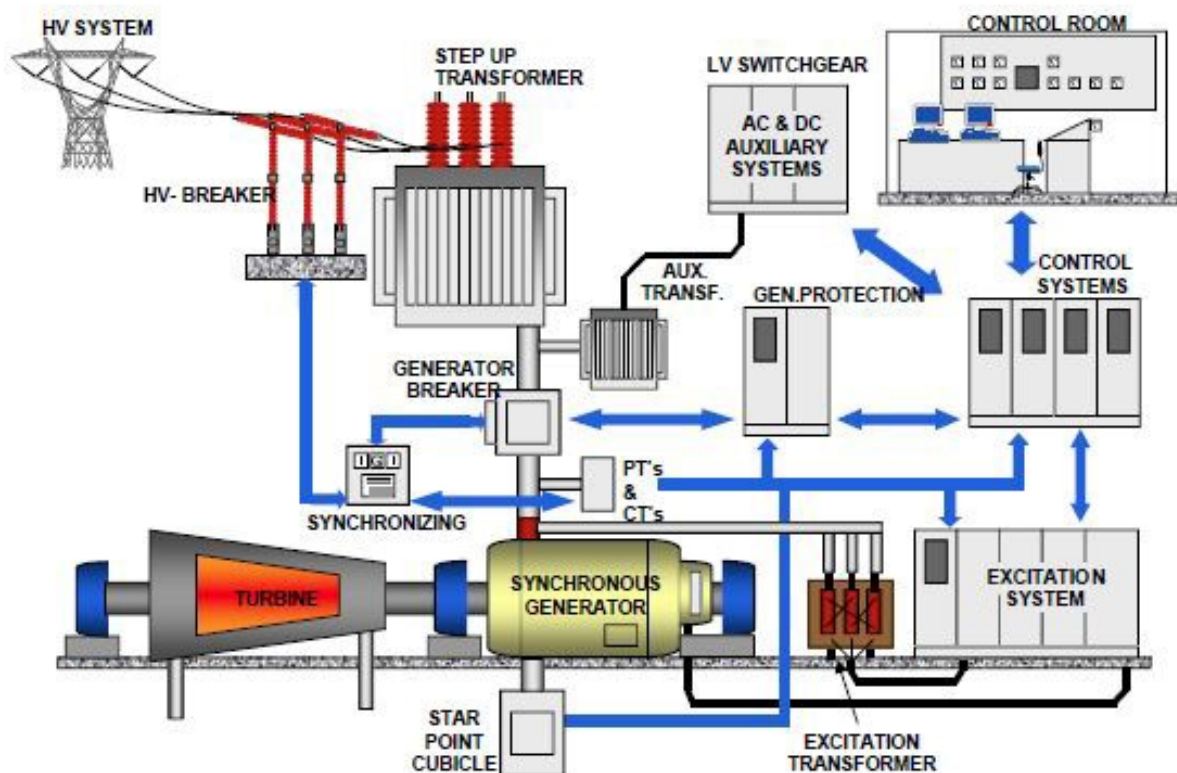 HV SYSTEM
STEP UP
TRANSFORMER
CONTROL ROOM
LV SWITCHGEAR
AC & DC
AUXILIARY
SYSTEMS
HV- BREAKER
AUX.
TRANSF.
GEN.PROTECTION
CONTROL
SYSTEMS
GENERATOR
BREAKER
PT's
&
CT's
SYNCHRONIZING
TURBINE
SYNCHRONOUS
GENERATOR
EXCITATION
SYSTEM
STAR
POINT
CUBICLE
EXCITATION
TRANSFORMER